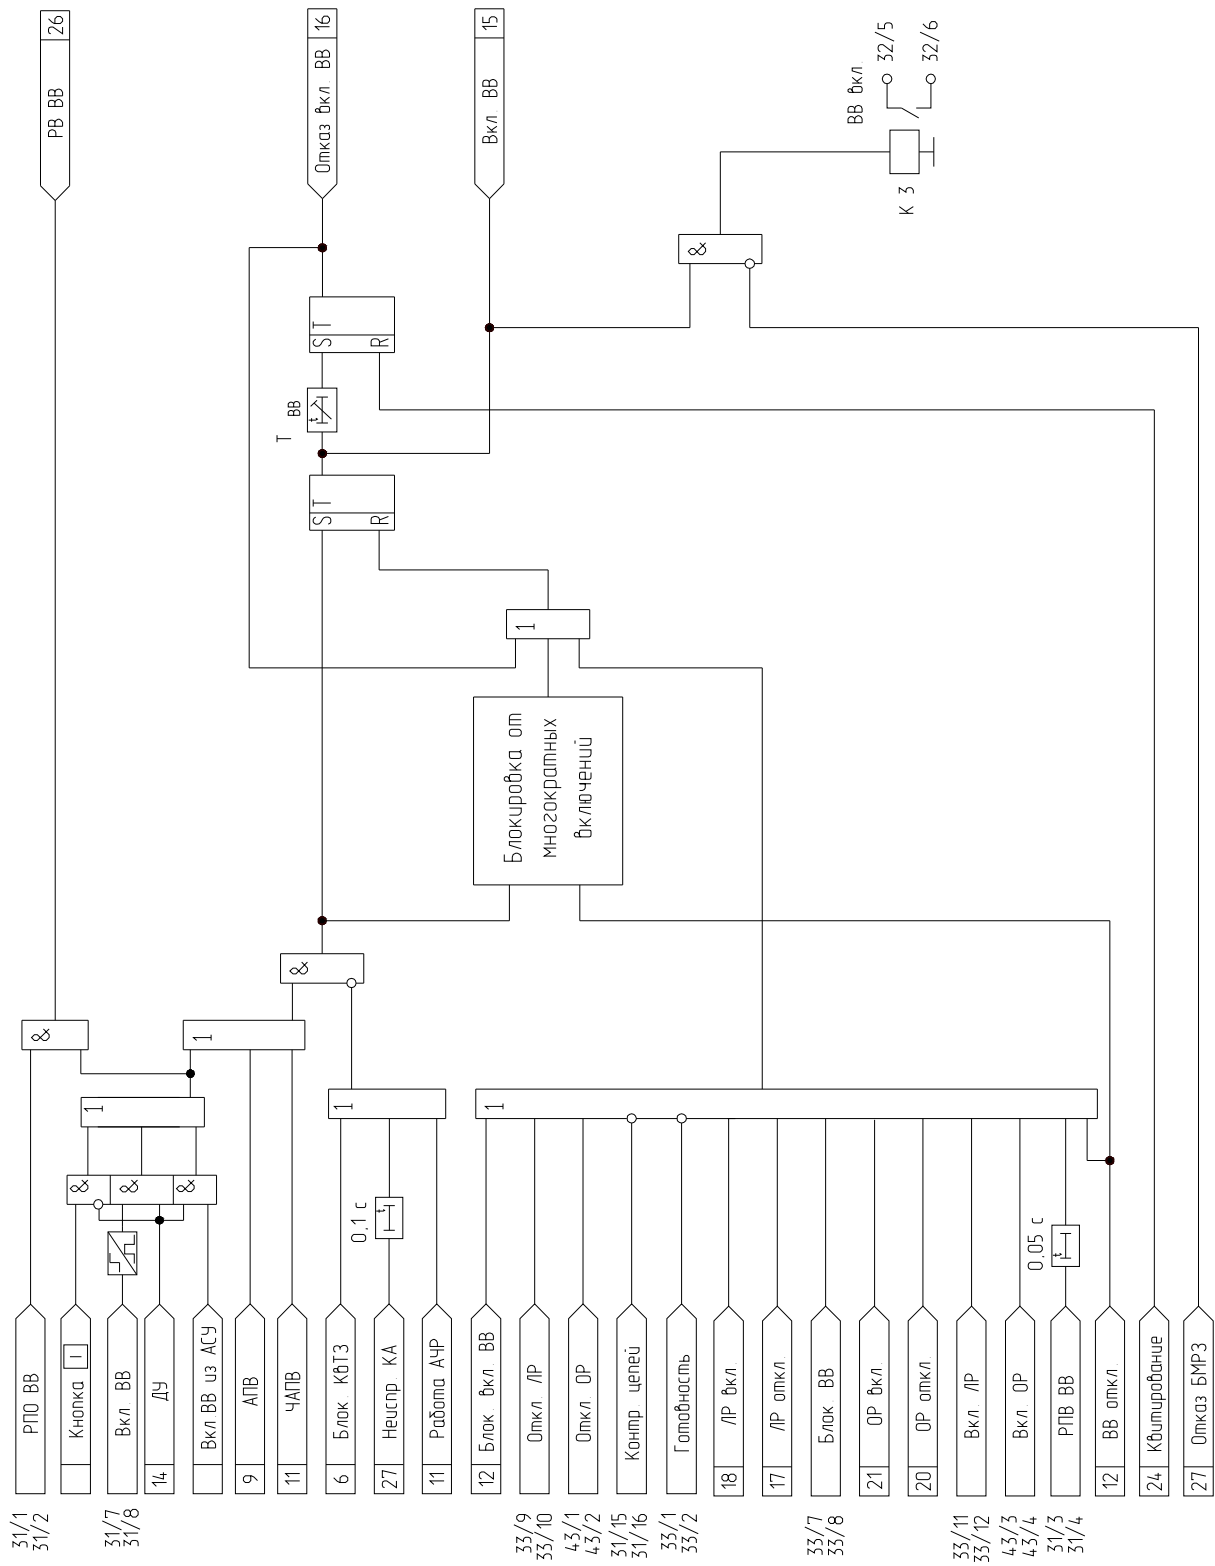 26
РВ ВВ
16
Отказ вкл. ВВ
15
Вкл. ВВ
ВВ вкл.
32/5
32/6
К 3
&
S T
R
t
Т ВВ
S T
R
1
Блокировка от
многократных
включений
&
&
1
1
1
1
&
&
&
0,1 с
t
0,05 с
t
31/1
31/2
РПО ВВ
Кнопка I
31/7
31/8
Вкл. ВВ
14
ДУ
Вкл.ВВ из АСУ
9
АПВ
11
ЧАПВ
6
Блок. КвТЗ
27
Неиспр. КА
11
Работа АЧР
12
Блок. вкл. ВВ
33/9
33/10
Откл. ЛР
43/1
43/2
Откл. ОР
31/15
31/16
Контр. цепей
33/1
33/2
Готовность
18
ЛР вкл.
17
ЛР откл.
33/7
33/8
Блок. ВВ
21
ОР вкл.
20
ОР откл.
33/11
33/12
Вкл. ЛР
43/3
43/4
Вкл. ОР
31/3
31/4
РПВ ВВ
12
ВВ откл.
24
Квитирование
27
Отказ БМРЗ